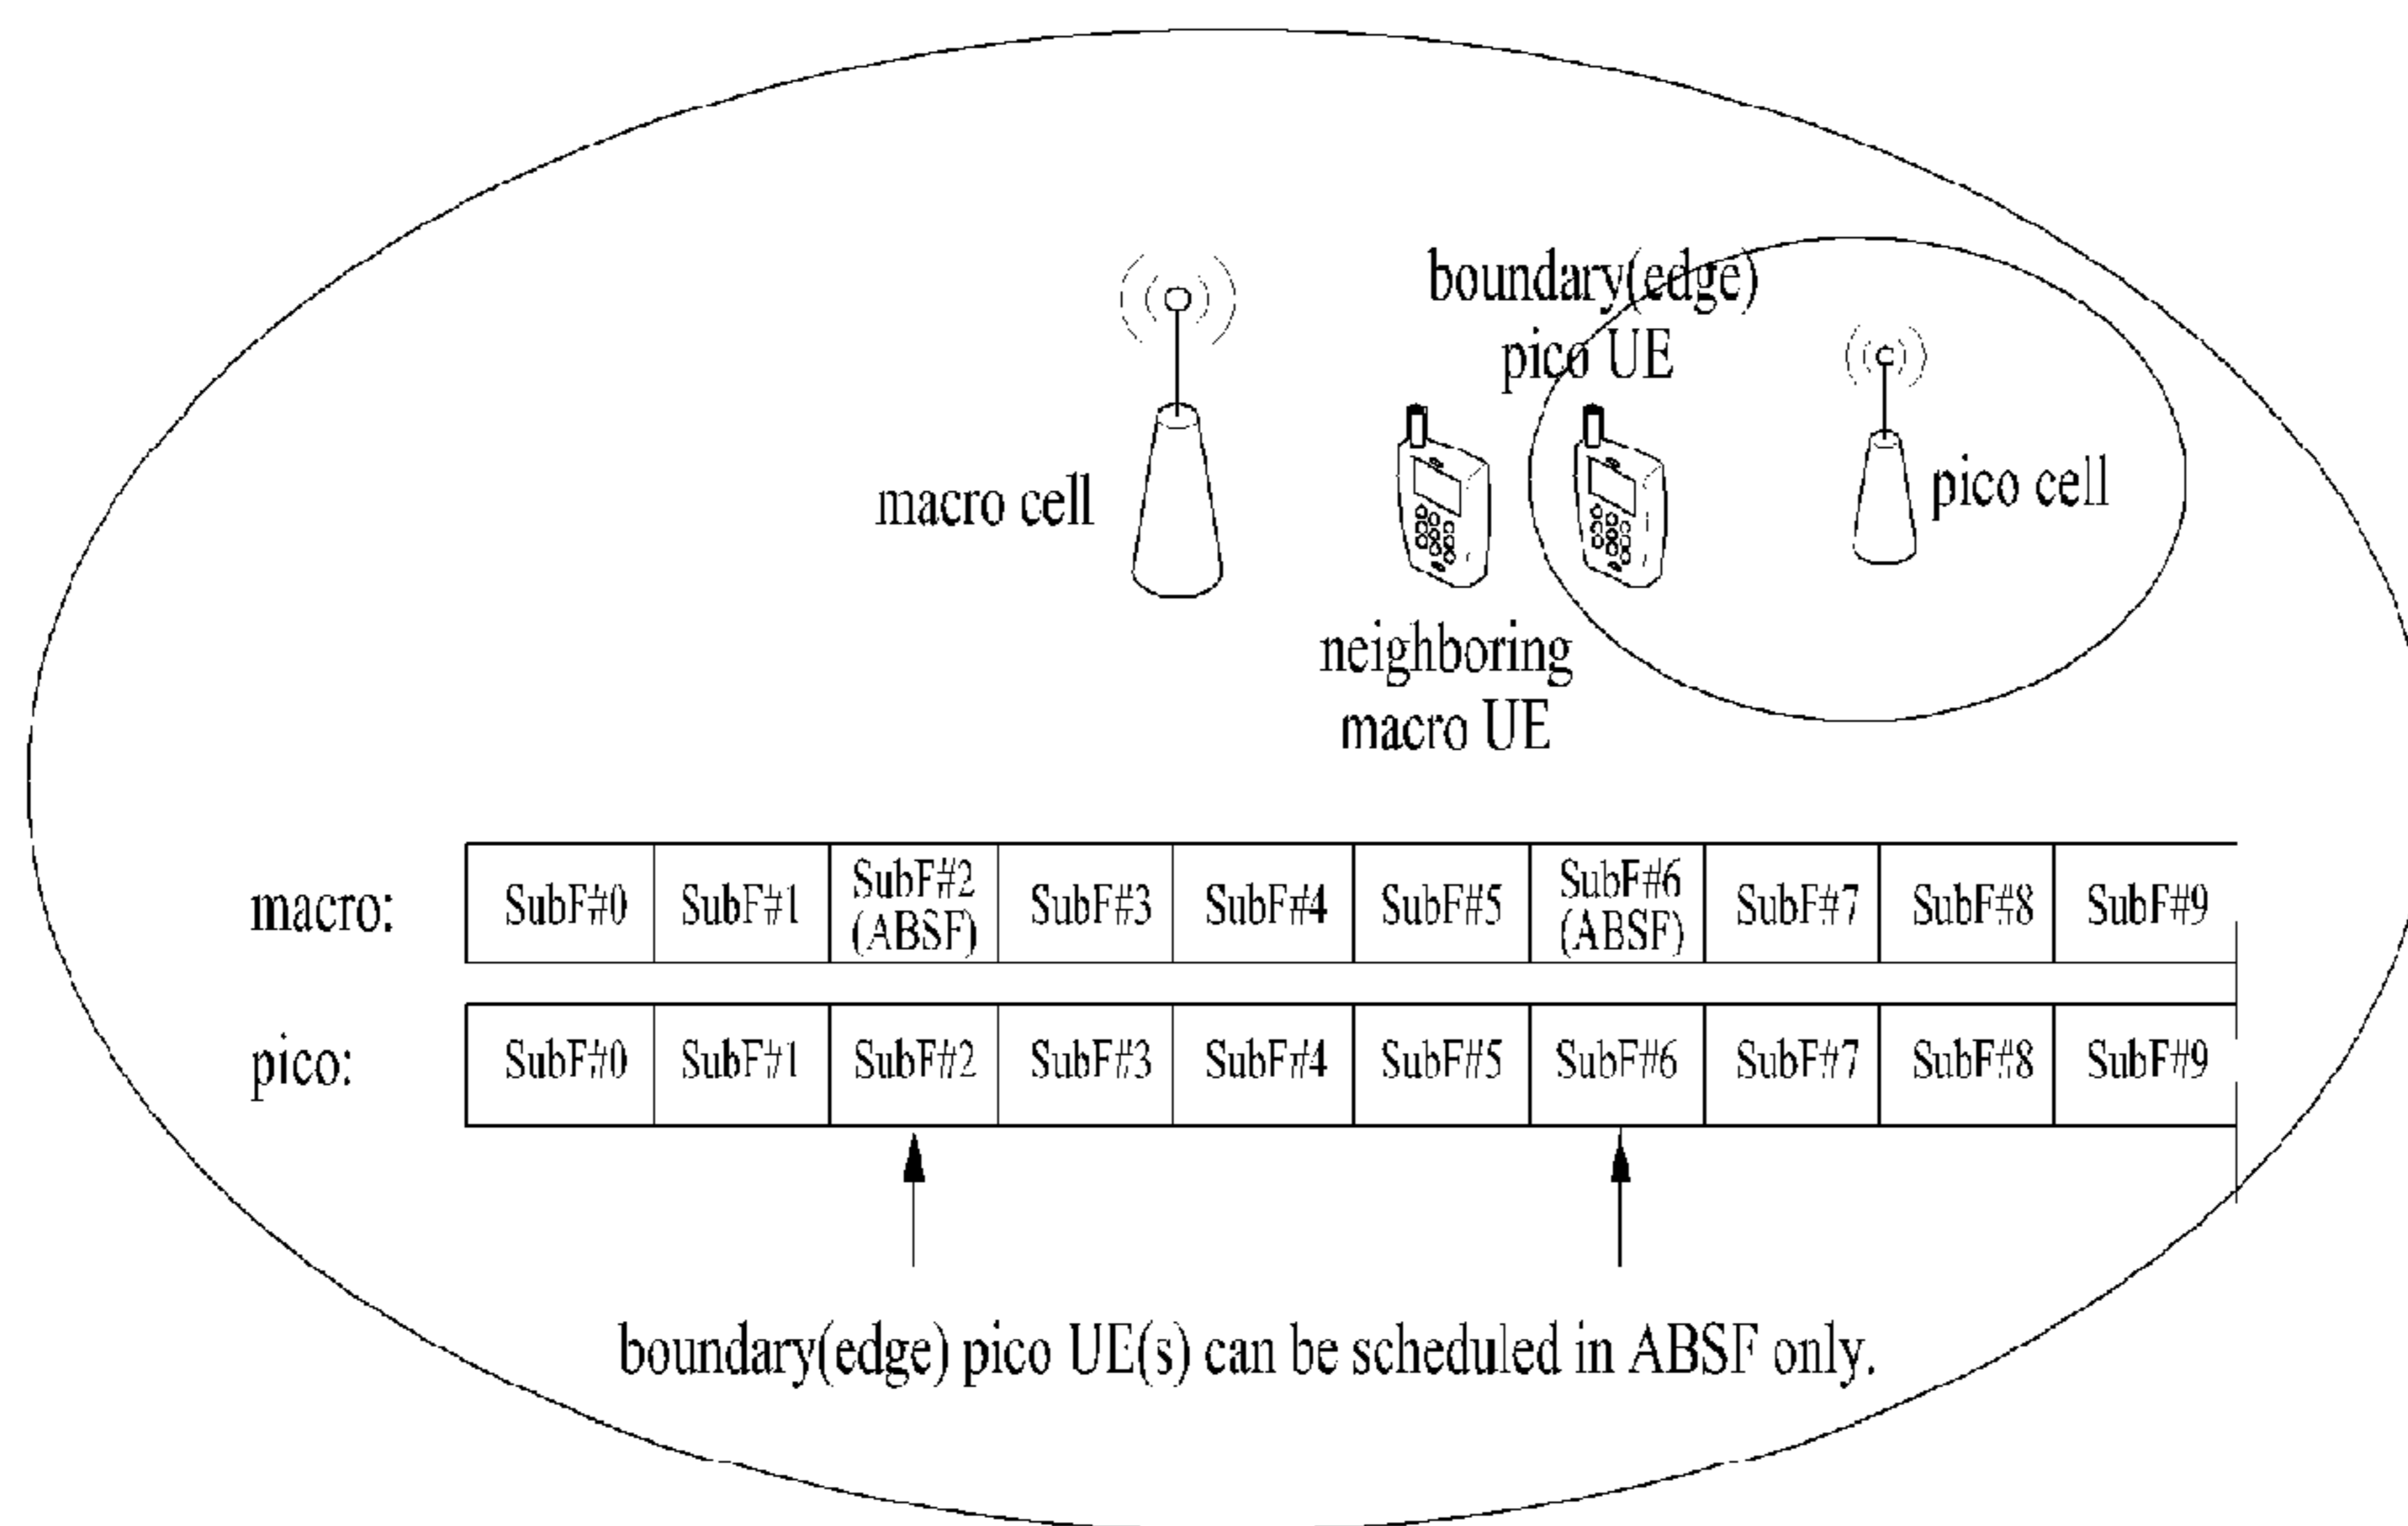 boundary(edge)
pico UE
macro cell
pico cell
neighboring
macro UE
macro:
SubF#0 SubF#1 SubF#2 (ABSF) SubF#3 SubF#4 SubF#5 SubF#6 (ABSF) SubF#7 SubF#8 SubF#9
pico:
SubF#0 SubF#1 SubF#2 SubF#3 SubF#4 SubF#5 SubF#6 SubF#7 SubF#8 SubF#9
boundary(edge) pico UE(s) can be scheduled in ABSF only.